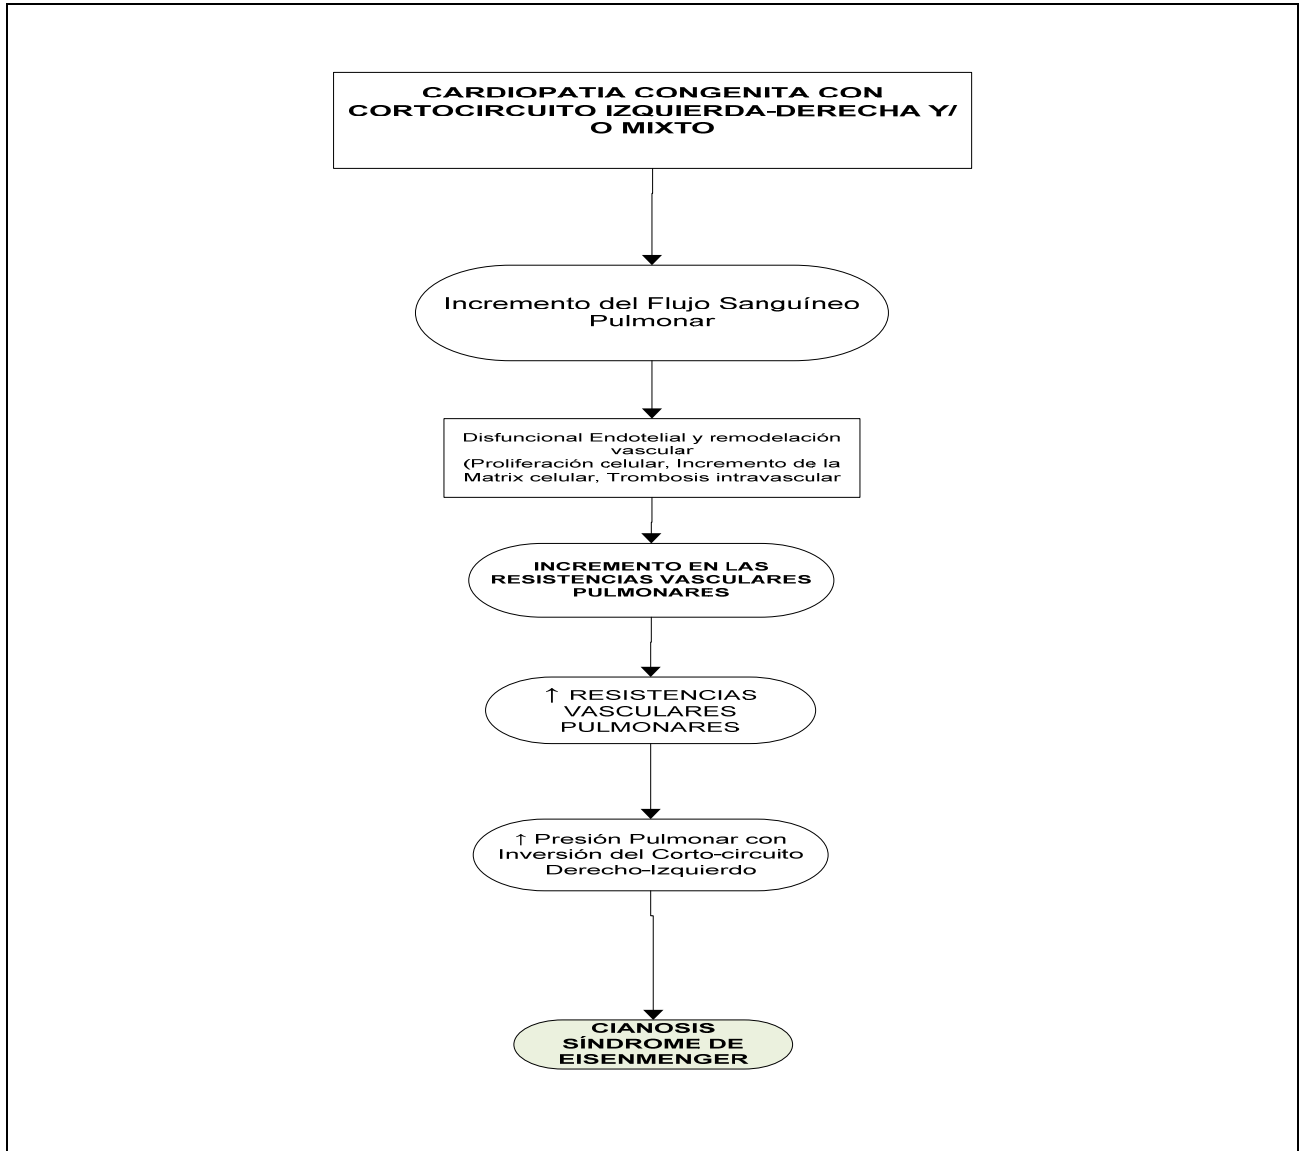 CARDIOPATIA CONGENITA CON
CORTOCIRCUITO IZQUIERDA-DERECHA Y/
O MIXTO
Incremento del Flujo Sanguíneo
Pulmonar
Disfuncional Endotelial y remodelación
vascular
(Proliferación celular, Incremento de la
Matrix celular, Trombosis intravascular
INCREMENTO EN LAS
RESISTENCIAS VASCULARES
PULMONARES
↑ RESISTENCIAS
VASCULARES
PULMONARES
↑ Presión Pulmonar con
Inversión del Corto-circuito
Derecho-Izquierdo
CIANOSIS
SÍNDROME DE
EISENMENGER